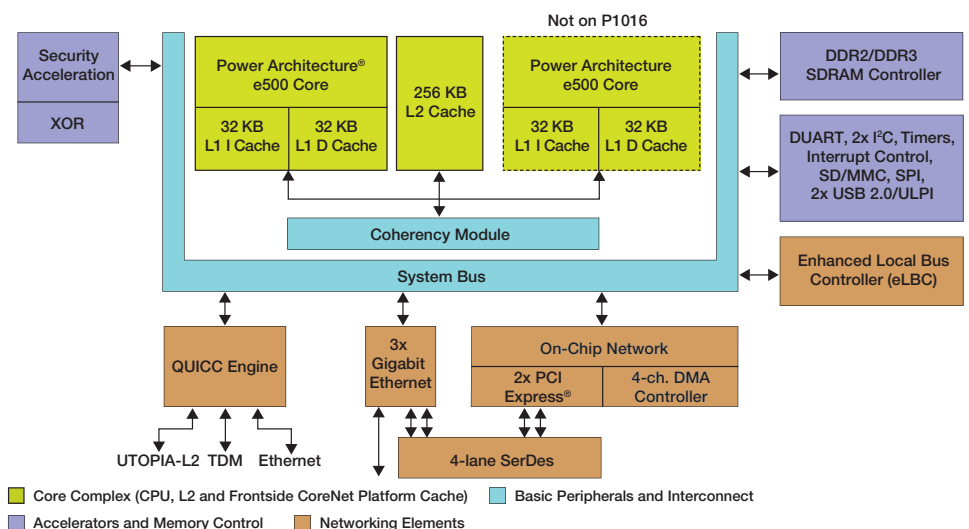 Not on P1016
Security
Acceleration
XOR
Power Architecture®
e500 Core
32 KB
L1 I Cache
32 KB
L1 D Cache
256 KB
L2 Cache
Power Architecture
e500 Core
32 KB
L1 I Cache
32 KB
L1 D Cache
Coherency Module
System Bus
DDR2/DDR3
SDRAM Controller
DUART, 2x I²C, Timers,
Interrupt Control,
SD/MMC, SPI,
2x USB 2.0/ULPI
Enhanced Local Bus
Controller (eLBC)
QUICC Engine
3x
Gigabit
Ethernet
On-Chip Network
2x PCI
Express®
4-ch. DMA
Controller
UTOPIA-L2
TDM
Ethernet
4-lane SerDes
Core Complex (CPU, L2 and Frontside CoreNet Platform Cache)
Basic Peripherals and Interconnect
Accelerators and Memory Control
Networking Elements